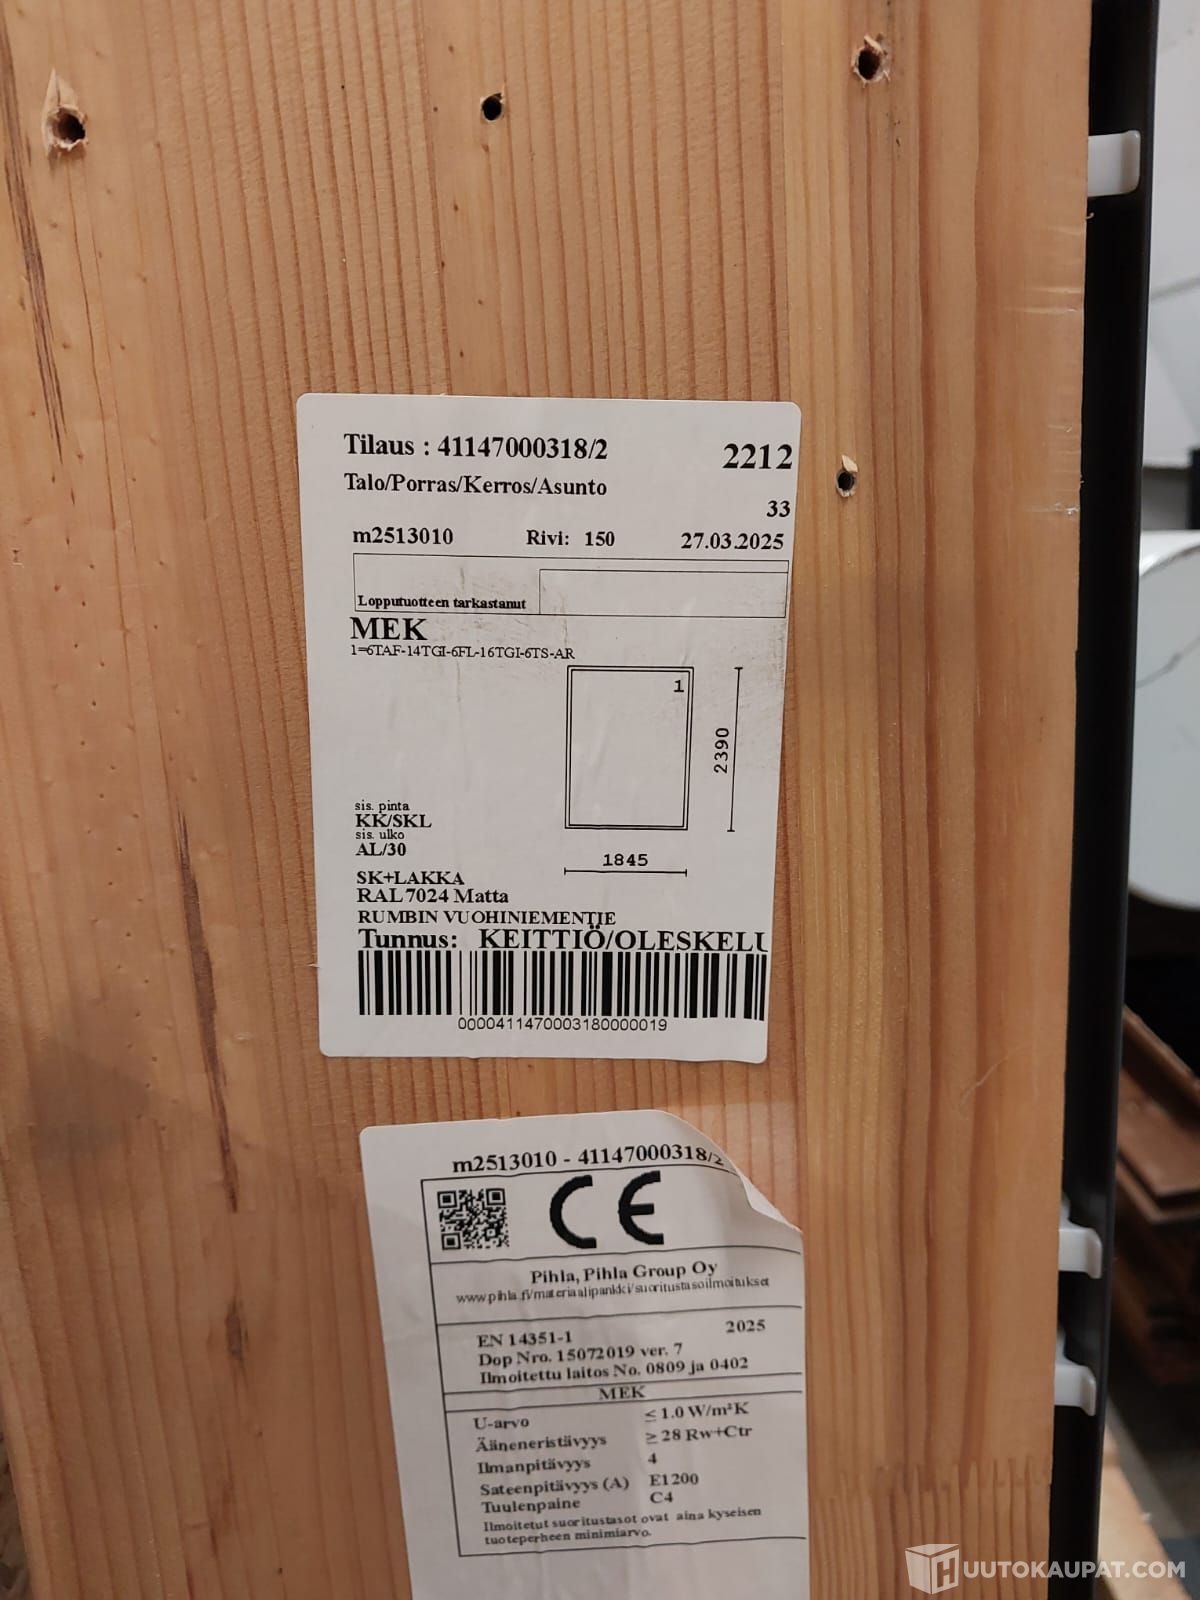 Tilaus : 41147000318/2 2212
Talo/Porras/Kerros/Asunto
33
m2513010 Rivi: 150 27.03.2025
Lopputuotteen tarkastanut
MEK
1=6TAF-14TGI-6FL-16TGI-6TS-AR
1
2390
sis. pinta
KK/SKL
sis. ulko
AL/30
1845
SK+LAKKA
RAL7024 Matta
RUMBIN VUOHINIEMENTIE
Tunnus: KEITTIÖ/OLESKELU
0000411470003180000019
m2513010 - 41147000318/2
CE
Pihla, Pihla Group Oy
www.pihla.fi/materiaalipankki/suoritustasoilmoitukset
2025
EN 14351-1
Dop Nro. 15072019 ver. 7
Ilmoitettu laitos No. 0809 ja 0402
MEK
U-arvo ≤ 1.0 W/m²K
Ääneneristävyys ≥ 28 Rw+Ctr
Ilmanpitävyys 4
Sateenpitävyys (A) E1200
Tuulenpaine C4
Ilmoitetut suoritustasot ovat aina kyseisen
tuoteperheen minimiarvo.
HUUTOKAUPAT.COM